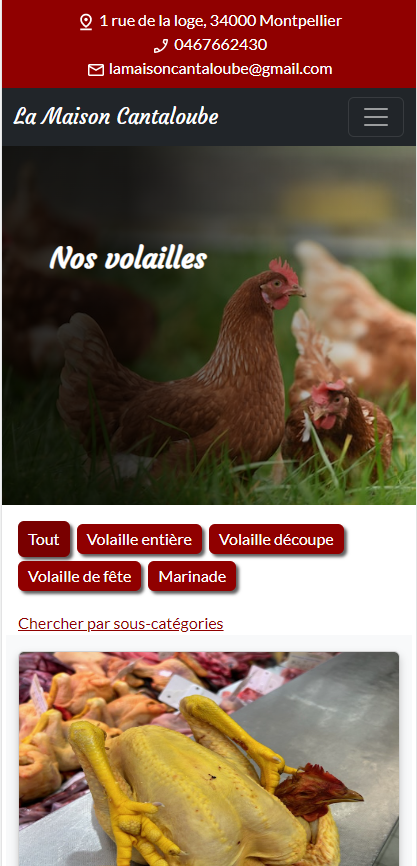 1 rue de la loge, 34000 Montpellier
0467662430
lamaisoncantaloube@gmail.com
La Maison Cantaloube
Nos volailles
Tout Volaille entière Volaille découpe
Volaille de fête Marinade
Chercher par sous-catégories